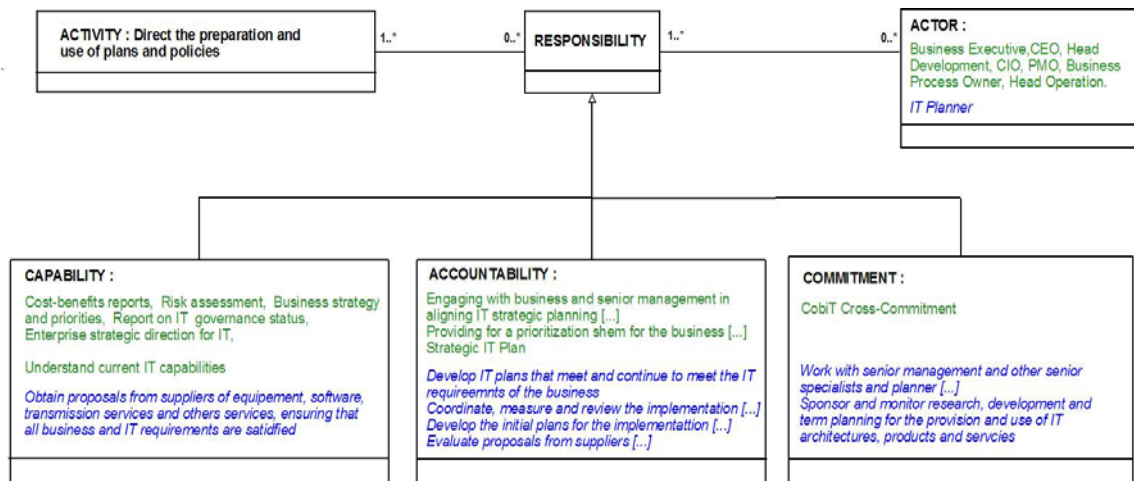 ACTIVITY : Direct the preparation and
use of plans and policies
1..*
0..*
RESPONSIBILITY
1..*
0..*
ACTOR :
Business Executive,CEO, Head
Development, CIO, PMO, Business
Process Owner, Head Operation.
IT Planner
CAPABILITY :
Cost-benefits reports, Risk assessment, Business strategy
and priorities, Report on IT governance status,
Enterprise strategic direction for IT,
Understand current IT capabilities
Obtain proposals from suppliers of equipement, software,
transmission services and others services, ensuring that
all business and IT requirements are satidfied
ACCOUNTABILITY :
Engaging with business and senior management in
aligning IT strategic planning [...]
Providing for a prioritization shem for the business [...]
Strategic IT Plan
Develop IT plans that meet and continue to meet the IT
requireemnts of the business
Coordinate, measure and review the implementation [...]
Develop the initial plans for the implementattion [...]
Evaluate proposals from suppliers [...]
COMMITMENT :
CobiT Cross-Commitment
Work with senior management and other senior
specialists and planner [...]
Sponsor and monitor research, development and
term planning for the provision and use of IT
architectures, products and servcies